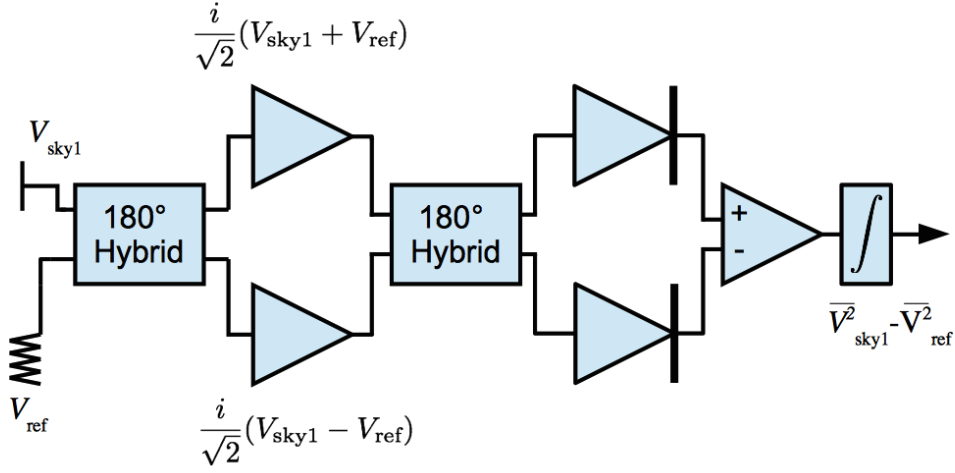 i/√2 (V_sky1 + V_ref)
V_sky1
180° Hybrid
180° Hybrid
+
-
∫
V̅²_sky1-V̅²_ref
V_ref
i/√2 (V_sky1 − V_ref)